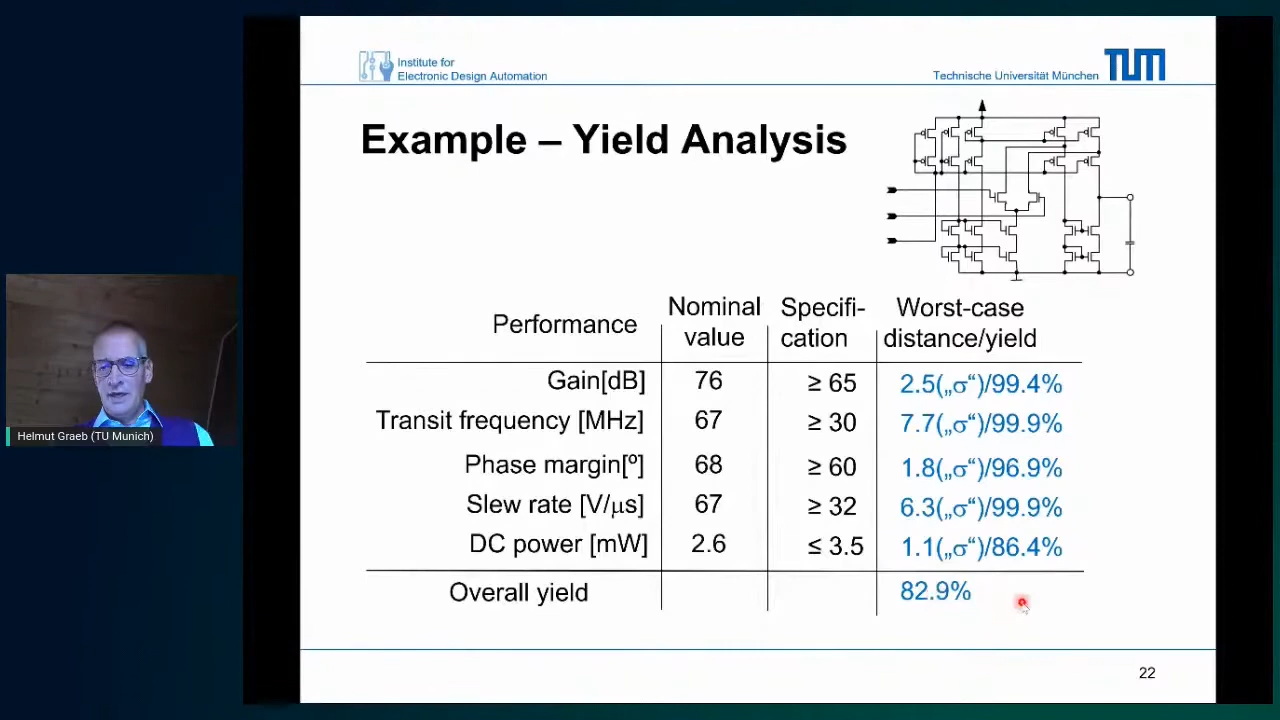 Institute for
Electronic Design Automation
Technische Universität München
TUM
Example – Yield Analysis
Performance
Nominal value
Specifi-cation
Worst-case distance/yield
Gain[dB] 76 ≥ 65 2.5(„σ“)/99.4%
Transit frequency [MHz] 67 ≥ 30 7.7(„σ“)/99.9%
Phase margin[º] 68 ≥ 60 1.8(„σ“)/96.9%
Slew rate [V/μs] 67 ≥ 32 6.3(„σ“)/99.9%
DC power [mW] 2.6 ≤ 3.5 1.1(„σ“)/86.4%
Overall yield 82.9%
22
Helmut Graeb (TU Munich)